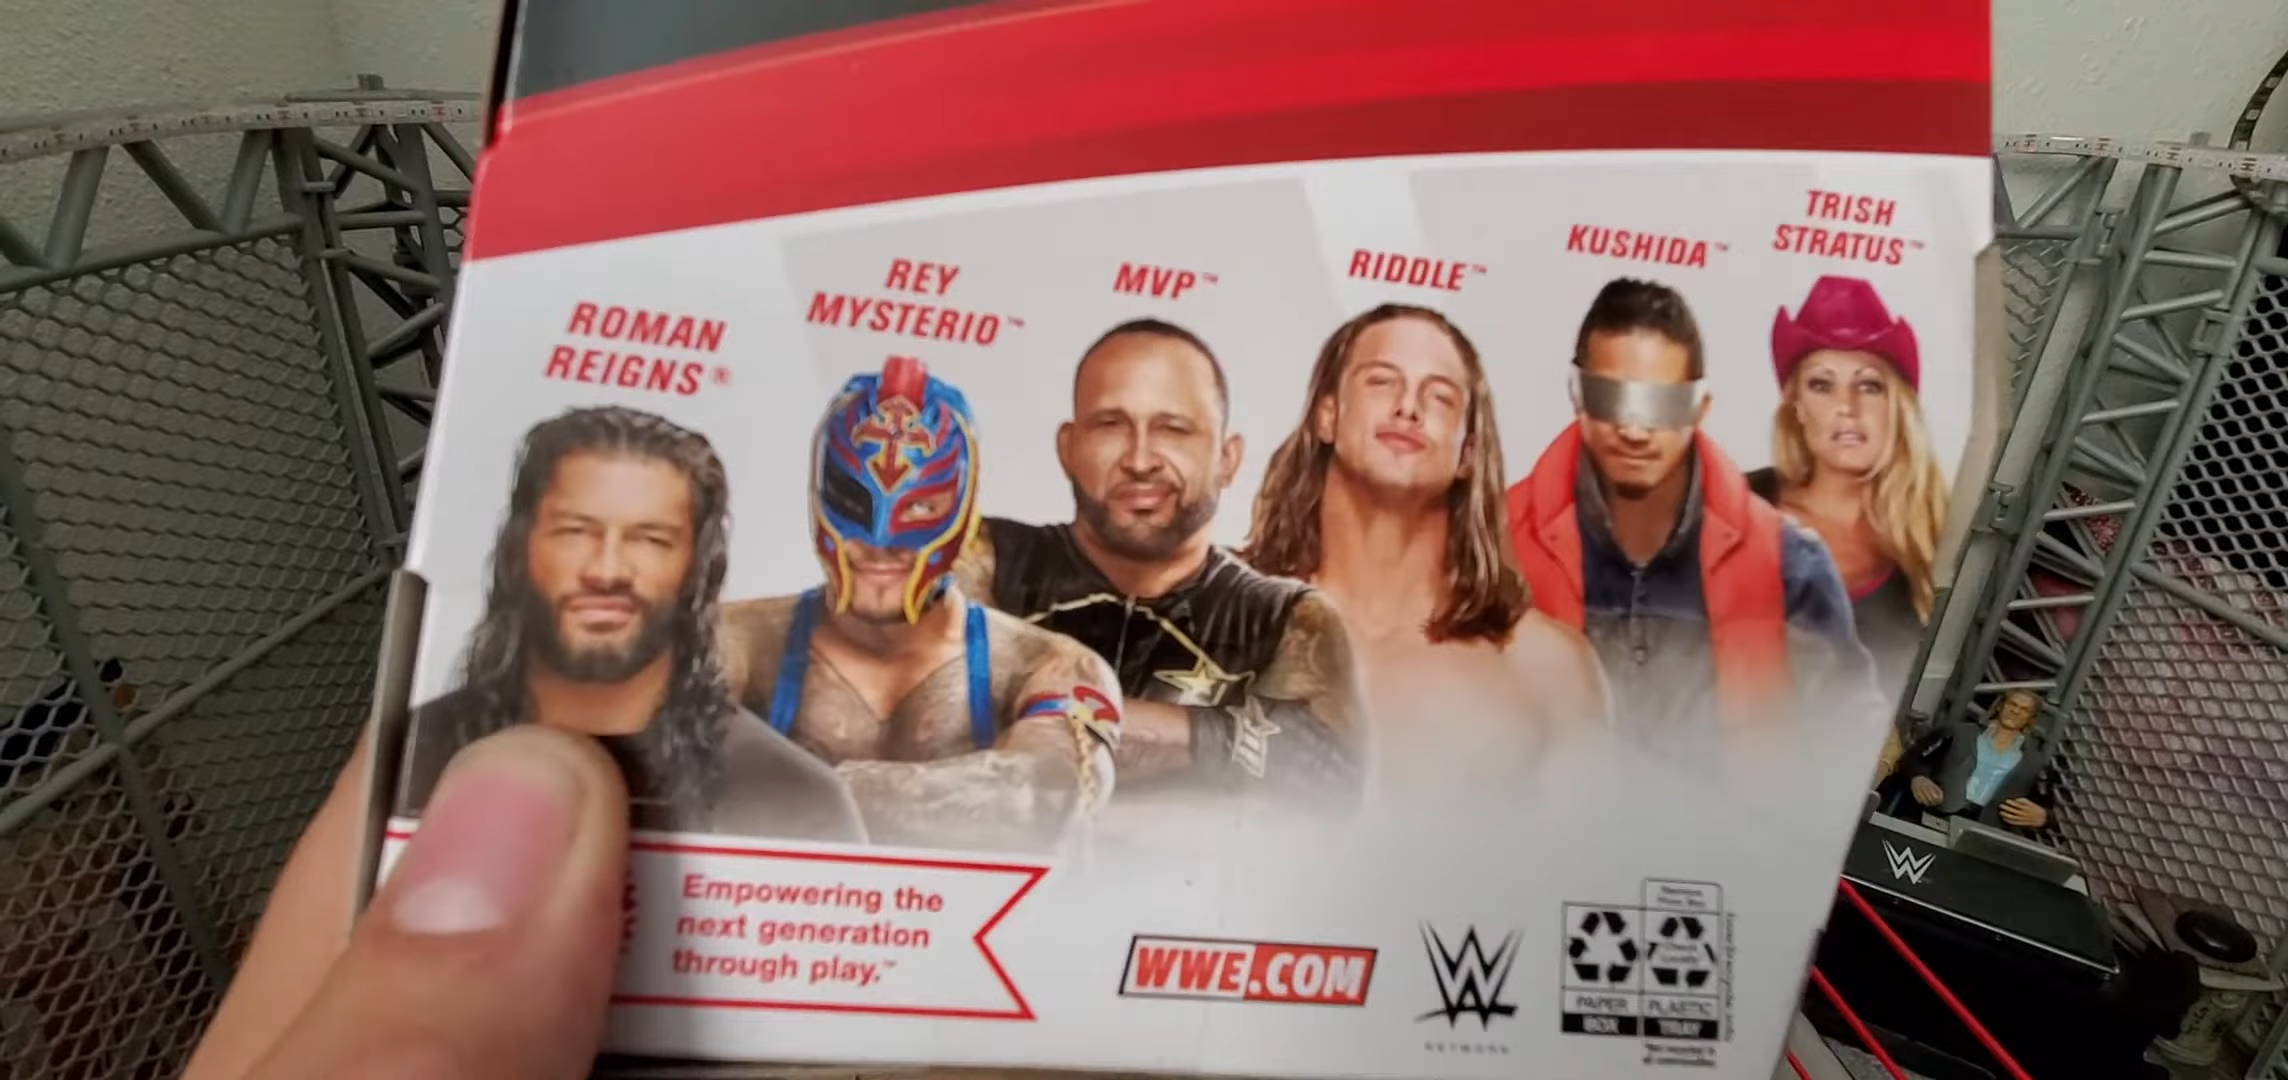 TRISH
STRATUS™
KUSHIDA™
RIDDLE™
MVP™
REY
MYSTERIO™
ROMAN
REIGNS®
Empowering the
next generation
through play.™
WWE.COM
W
NETWORK
PAPER
BOX
PLASTIC
TRAY
W